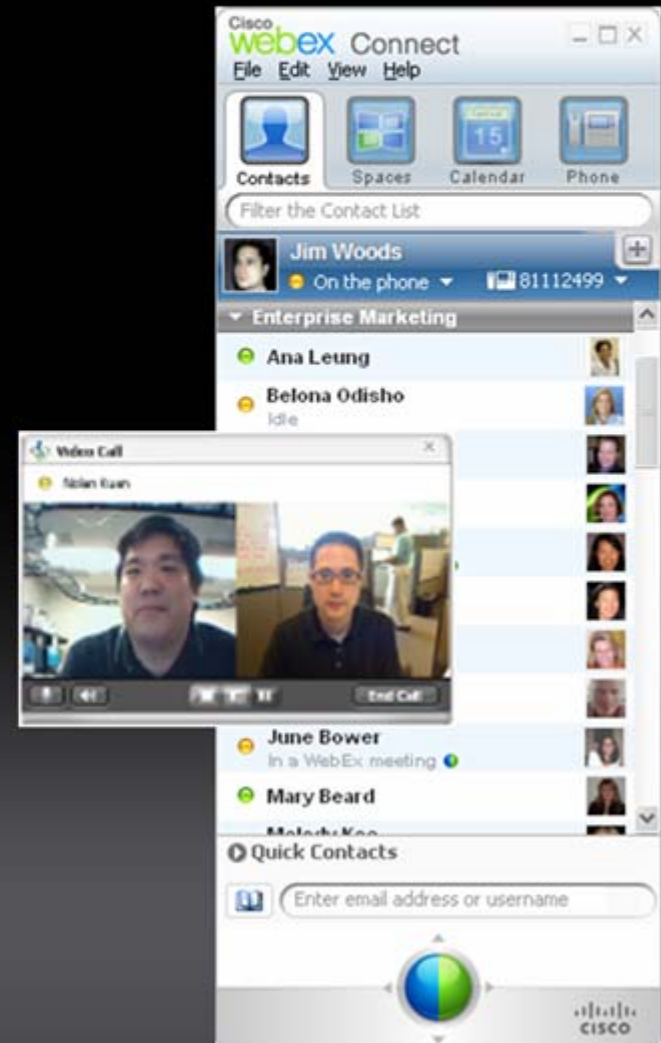 Cisco
webex Connect
File Edit View Help
Contacts Spaces Calendar Phone
Filter the Contact List
Jim Woods
On the phone 81112499
Enterprise Marketing
Ana Leung
Belona Odisho
Idle
Video Call
Nolan
End Call
June Bower
In a WebEx meeting
Mary Beard
Quick Contacts
Enter email address or username
CISCO